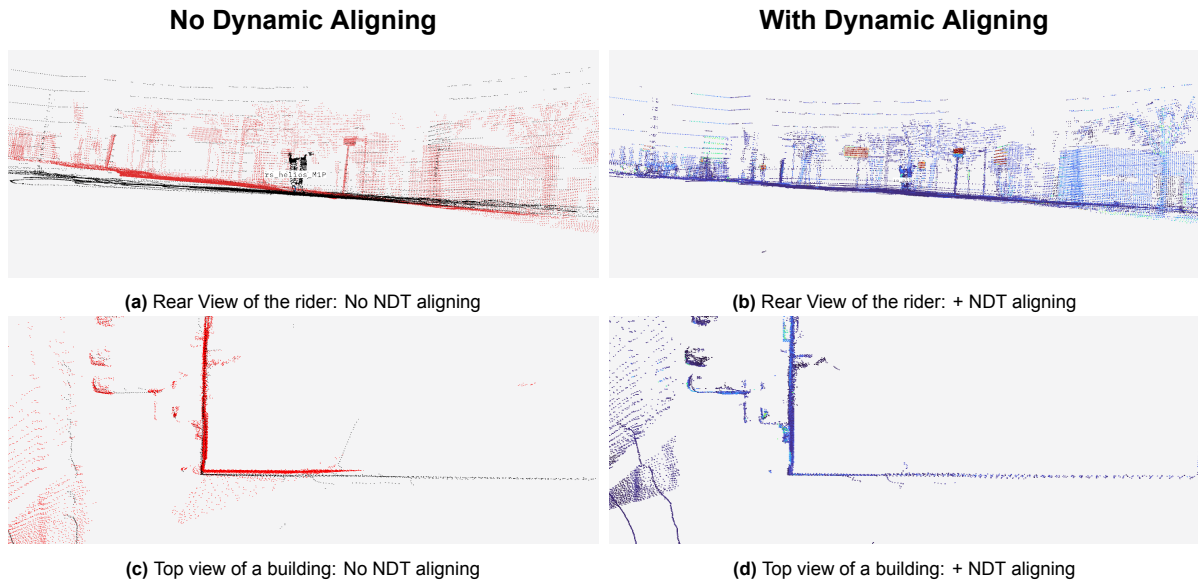 No Dynamic Aligning
With Dynamic Aligning
rs_helios_M1P
(a) Rear View of the rider: No NDT aligning
(b) Rear View of the rider: + NDT aligning
(c) Top view of a building: No NDT aligning
(d) Top view of a building: + NDT aligning